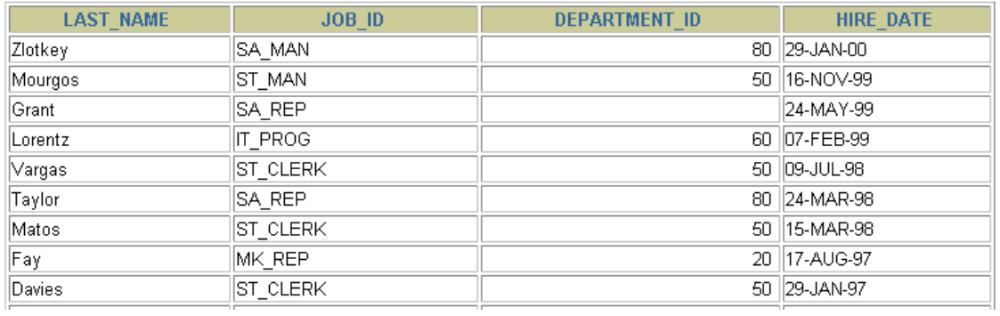 LAST_NAME JOB_ID DEPARTMENT_ID HIRE_DATE
Zlotkey SA_MAN 80 29-JAN-00
Mourgos ST_MAN 50 16-NOV-99
Grant SA_REP 24-MAY-99
Lorentz IT_PROG 60 07-FEB-99
Vargas ST_CLERK 50 09-JUL-98
Taylor SA_REP 80 24-MAR-98
Matos ST_CLERK 50 15-MAR-98
Fay MK_REP 20 17-AUG-97
Davies ST_CLERK 50 29-JAN-97